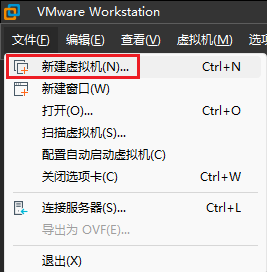 VMware Workstation
文件(F) 编辑(E) 查看(V) 虚拟机(M) 选项
新建虚拟机(N)... Ctrl+N
新建窗口(W)
打开(O)... Ctrl+O
扫描虚拟机(S)...
配置自动启动虚拟机(C)
关闭选项卡(C) Ctrl+W
连接服务器(S)... Ctrl+L
导出为 OVF(E)...
退出(X)